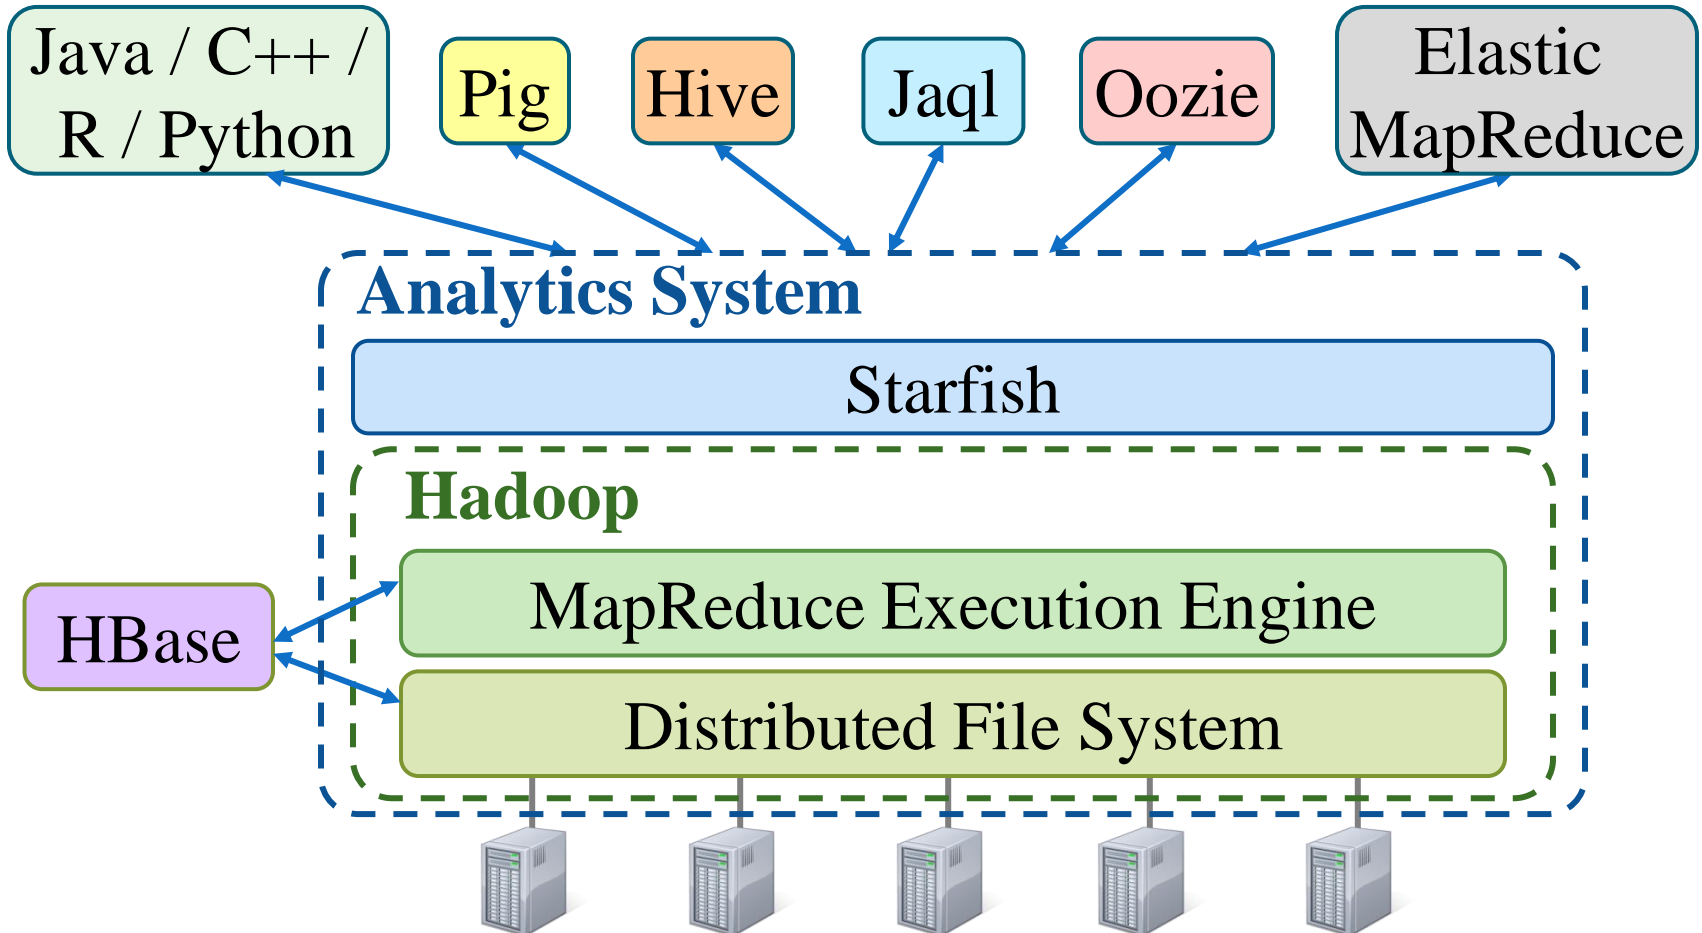 Java / C++ /
R / Python
Pig
Hive
Jaql
Oozie
Elastic
MapReduce
Analytics System
Starfish
Hadoop
MapReduce Execution Engine
HBase
Distributed File System